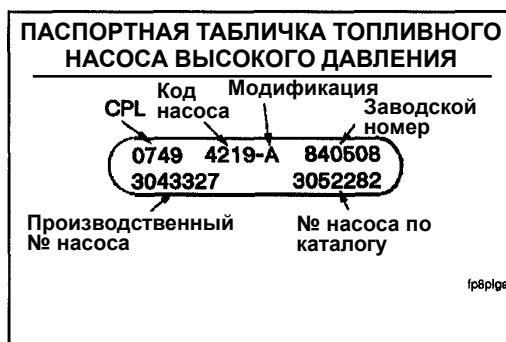 ПАСПОРТНАЯ ТАБЛИЧКА ТОПЛИВНОГО
НАСОСА ВЫСОКОГО ДАВЛЕНИЯ
CPL
Код
насоса
Модификация
Заводской
номер
0749 4219-A 840508
3043327 3052282
Производственный
№ насоса
№ насоса по
каталогу